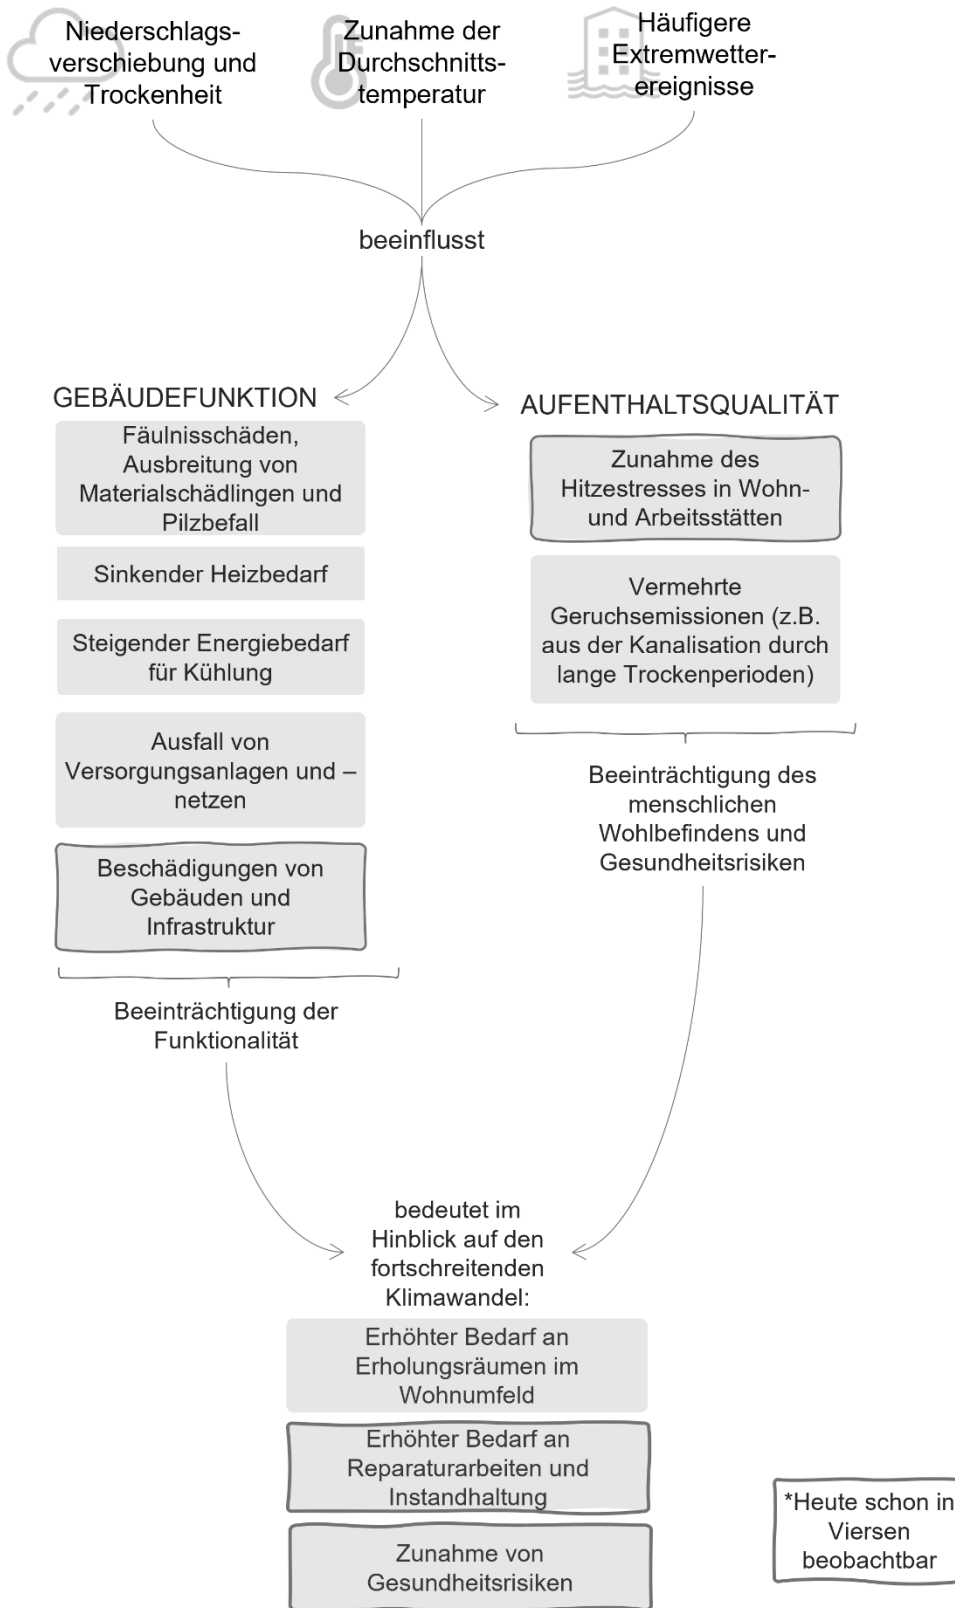 Niederschlags-
verschiebung und
Trockenheit
Zunahme der
Durchschnitts-
temperatur
Häufigere
Extremwetter-
ereignisse
beeinflusst
GEBÄUDEFUNKTION
Fäulnisschäden,
Ausbreitung von
Materialschädlingen und
Pilzbefall
Sinkender Heizbedarf
Steigender Energiebedarf
für Kühlung
Ausfall von
Versorgungsanlagen und –
netzen
Beschädigungen von
Gebäuden und
Infrastruktur
Beeinträchtigung der
Funktionalität
AUFENTHALTSQUALITÄT
Zunahme des
Hitzestresses in Wohn-
und Arbeitsstätten
Vermehrte
Geruchsemissionen (z.B.
aus der Kanalisation durch
lange Trockenperioden)
Beeinträchtigung des
menschlichen
Wohlbefindens und
Gesundheitsrisiken
bedeutet im
Hinblick auf den
fortschreitenden
Klimawandel:
Erhöhter Bedarf an
Erholungsräumen im
Wohnumfeld
Erhöhter Bedarf an
Reparaturarbeiten und
Instandhaltung
Zunahme von
Gesundheitsrisiken
*Heute schon in
Viersen
beobachtbar